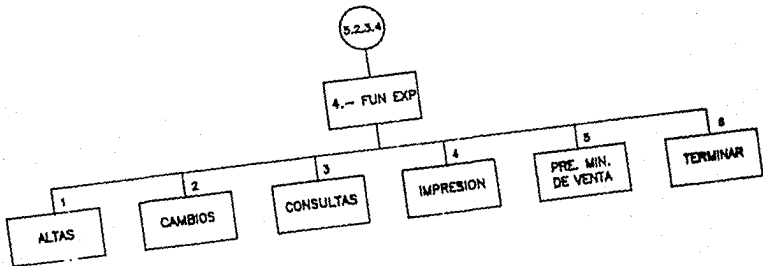 5.2.3.4
4.- FUN EXP
1
ALTAS
2
CAMBIOS
3
CONSULTAS
4
IMPRESION
5
PRE. MIN.
DE VENTA
6
TERMINAR